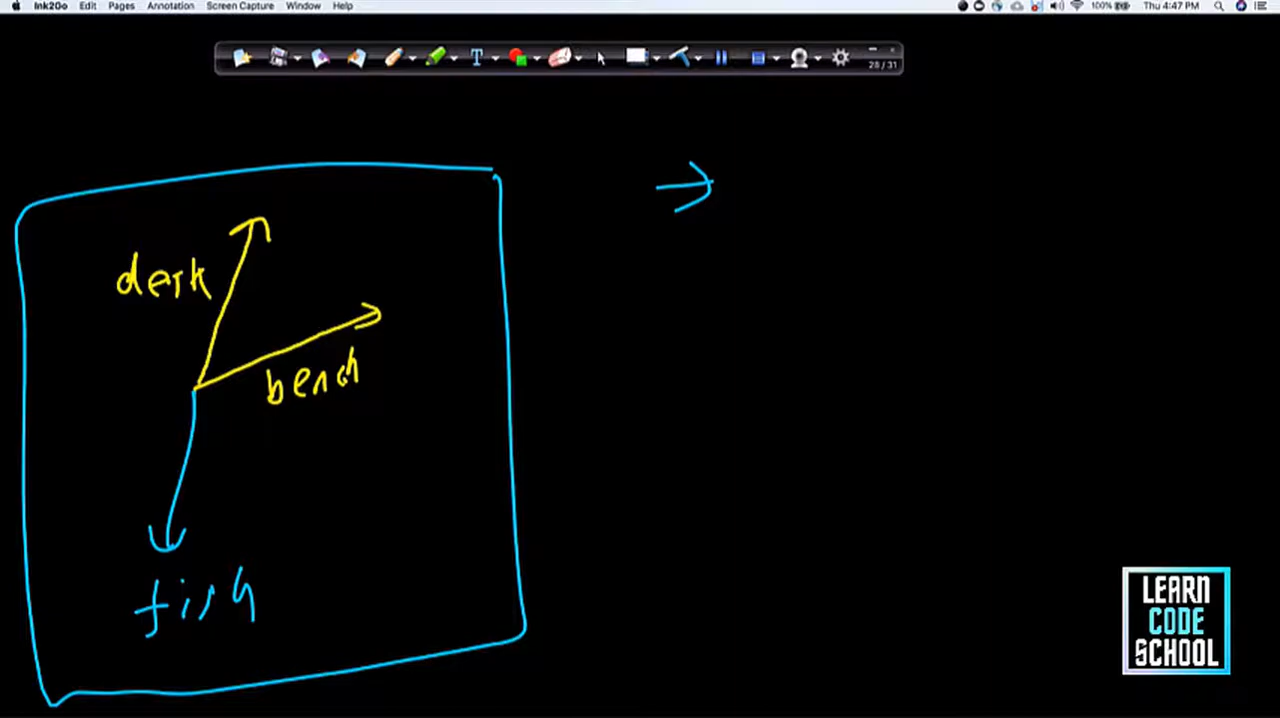 Ink2Go Edit Pages Annotation Screen Capture Window Help
100% Thu 4:47 PM
28 / 31
desk
bench
fish
LEARN
CODE
SCHOOL